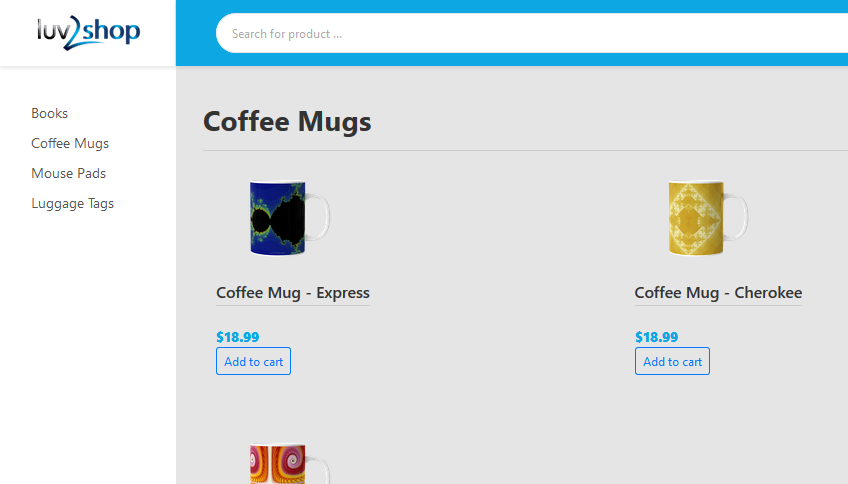 luv2shop
Search for product ...
Books
Coffee Mugs
Mouse Pads
Luggage Tags
Coffee Mugs
Coffee Mug - Express
$18.99
Add to cart
Coffee Mug - Cherokee
$18.99
Add to cart